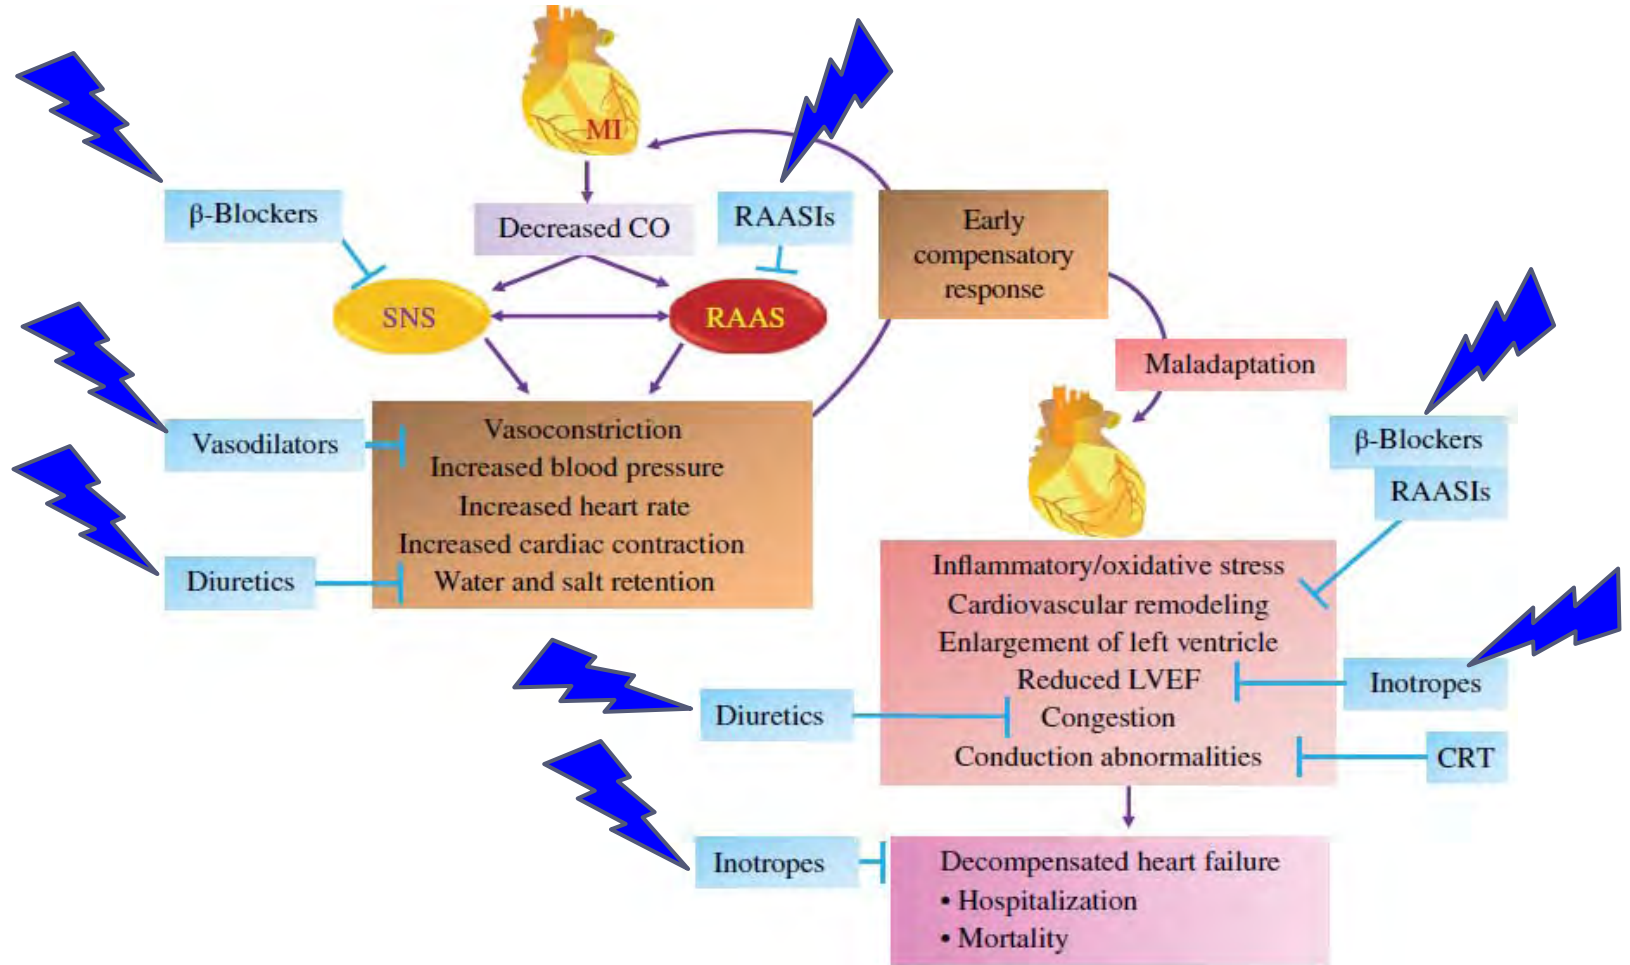 MI
β-Blockers
Decreased CO
RAASIs
Early
compensatory
response
SNS
RAAS
Maladaptation
Vasodilators
Vasoconstriction
Increased blood pressure
Increased heart rate
Increased cardiac contraction
Water and salt retention
Diuretics
β-Blockers
RAASIs
Inflammatory/oxidative stress
Cardiovascular remodeling
Enlargement of left ventricle
Reduced LVEF
Congestion
Conduction abnormalities
Inotropes
Diuretics
CRT
Inotropes
Decompensated heart failure
• Hospitalization
• Mortality